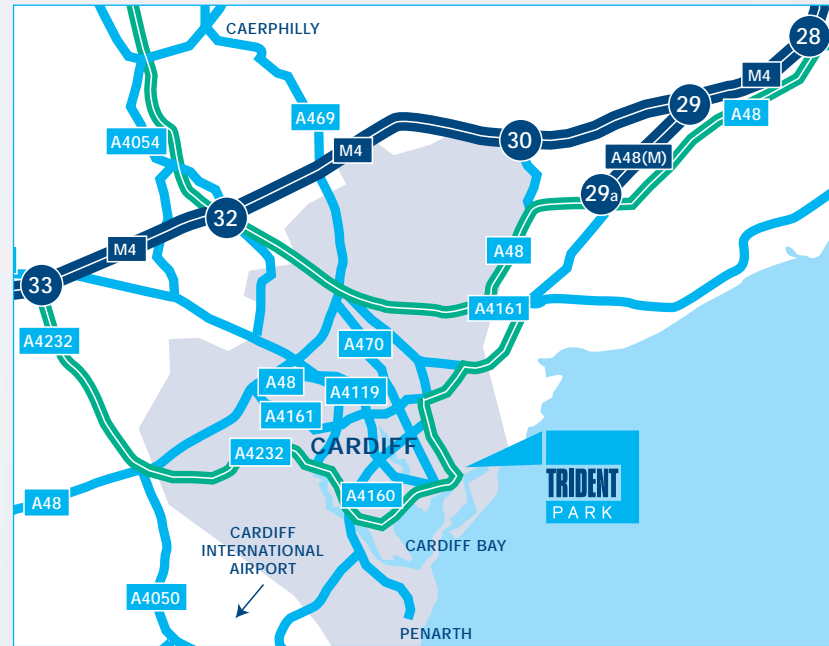 CAERPHILLY
28
M4
29
A48
A469
A4054
30
M4
A48(M)
29a
32
M4
A48
33
A4161
A4232
A470
A48
A4119
A4161
CARDIFF
A4232
TRIDENT
PARK
A4160
A48
CARDIFF
INTERNATIONAL
AIRPORT
CARDIFF BAY
A4050
PENARTH